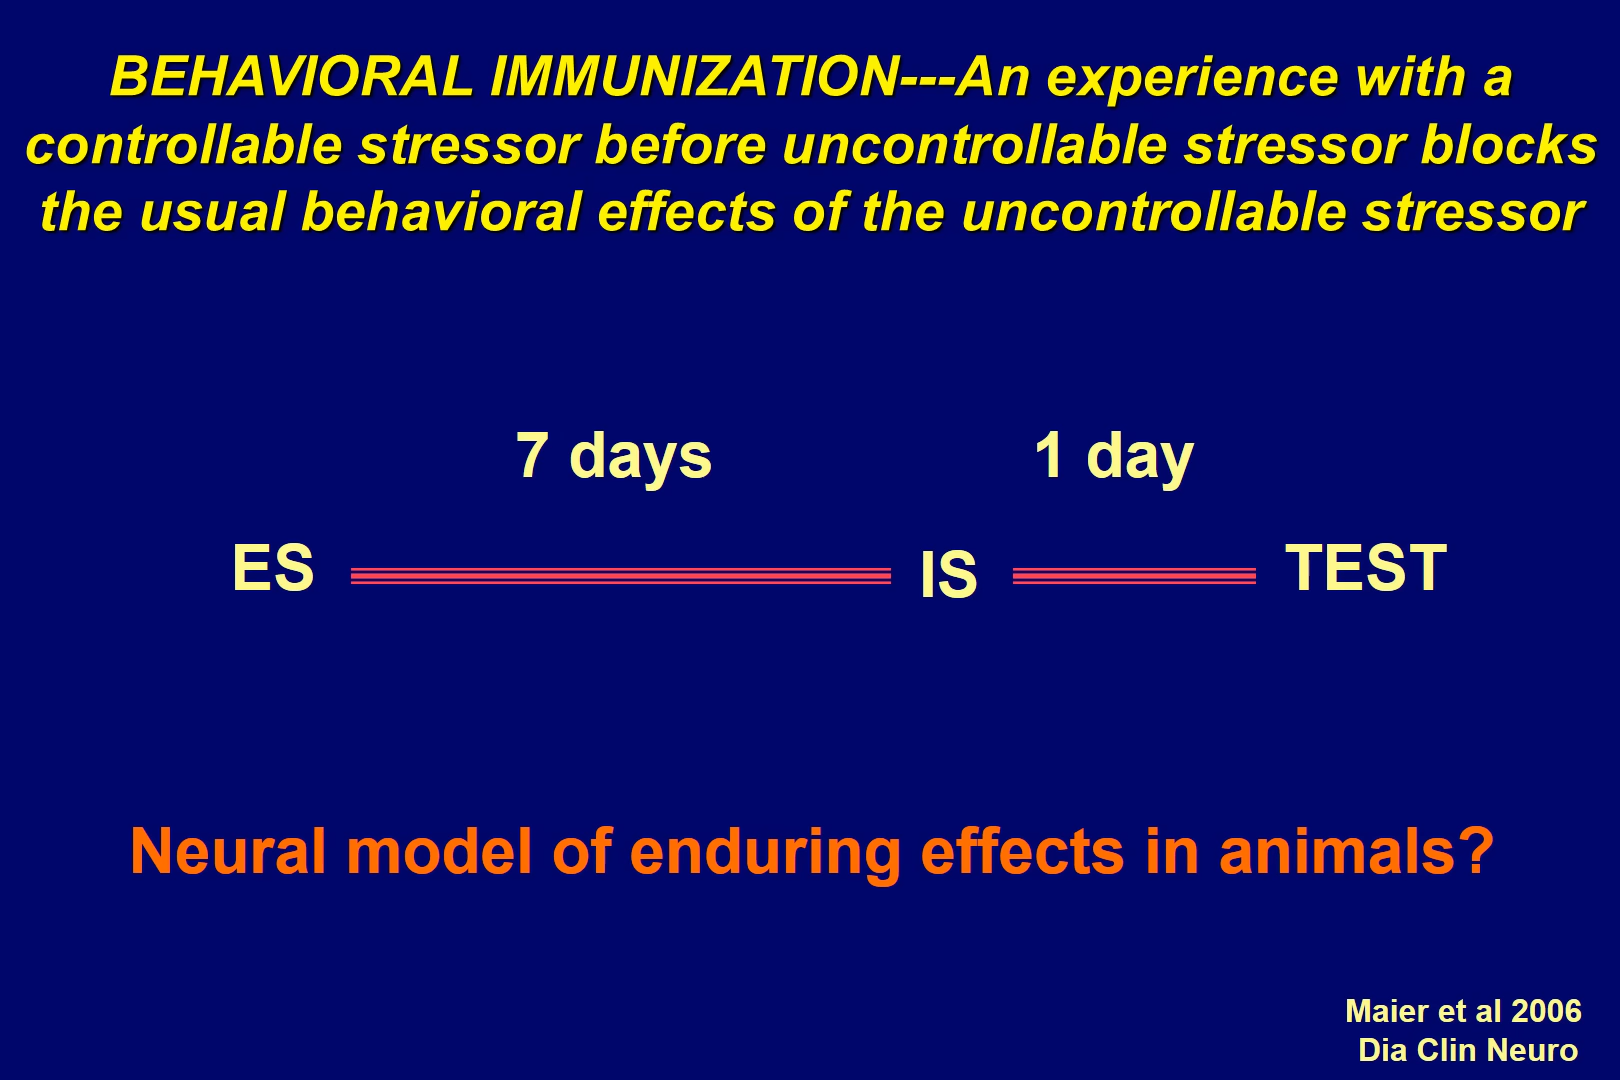 BEHAVIORAL IMMUNIZATION---An experience with a
controllable stressor before uncontrollable stressor blocks
the usual behavioral effects of the uncontrollable stressor
7 days 1 day
ES IS TEST
Neural model of enduring effects in animals?
Maier et al 2006
Dia Clin Neuro